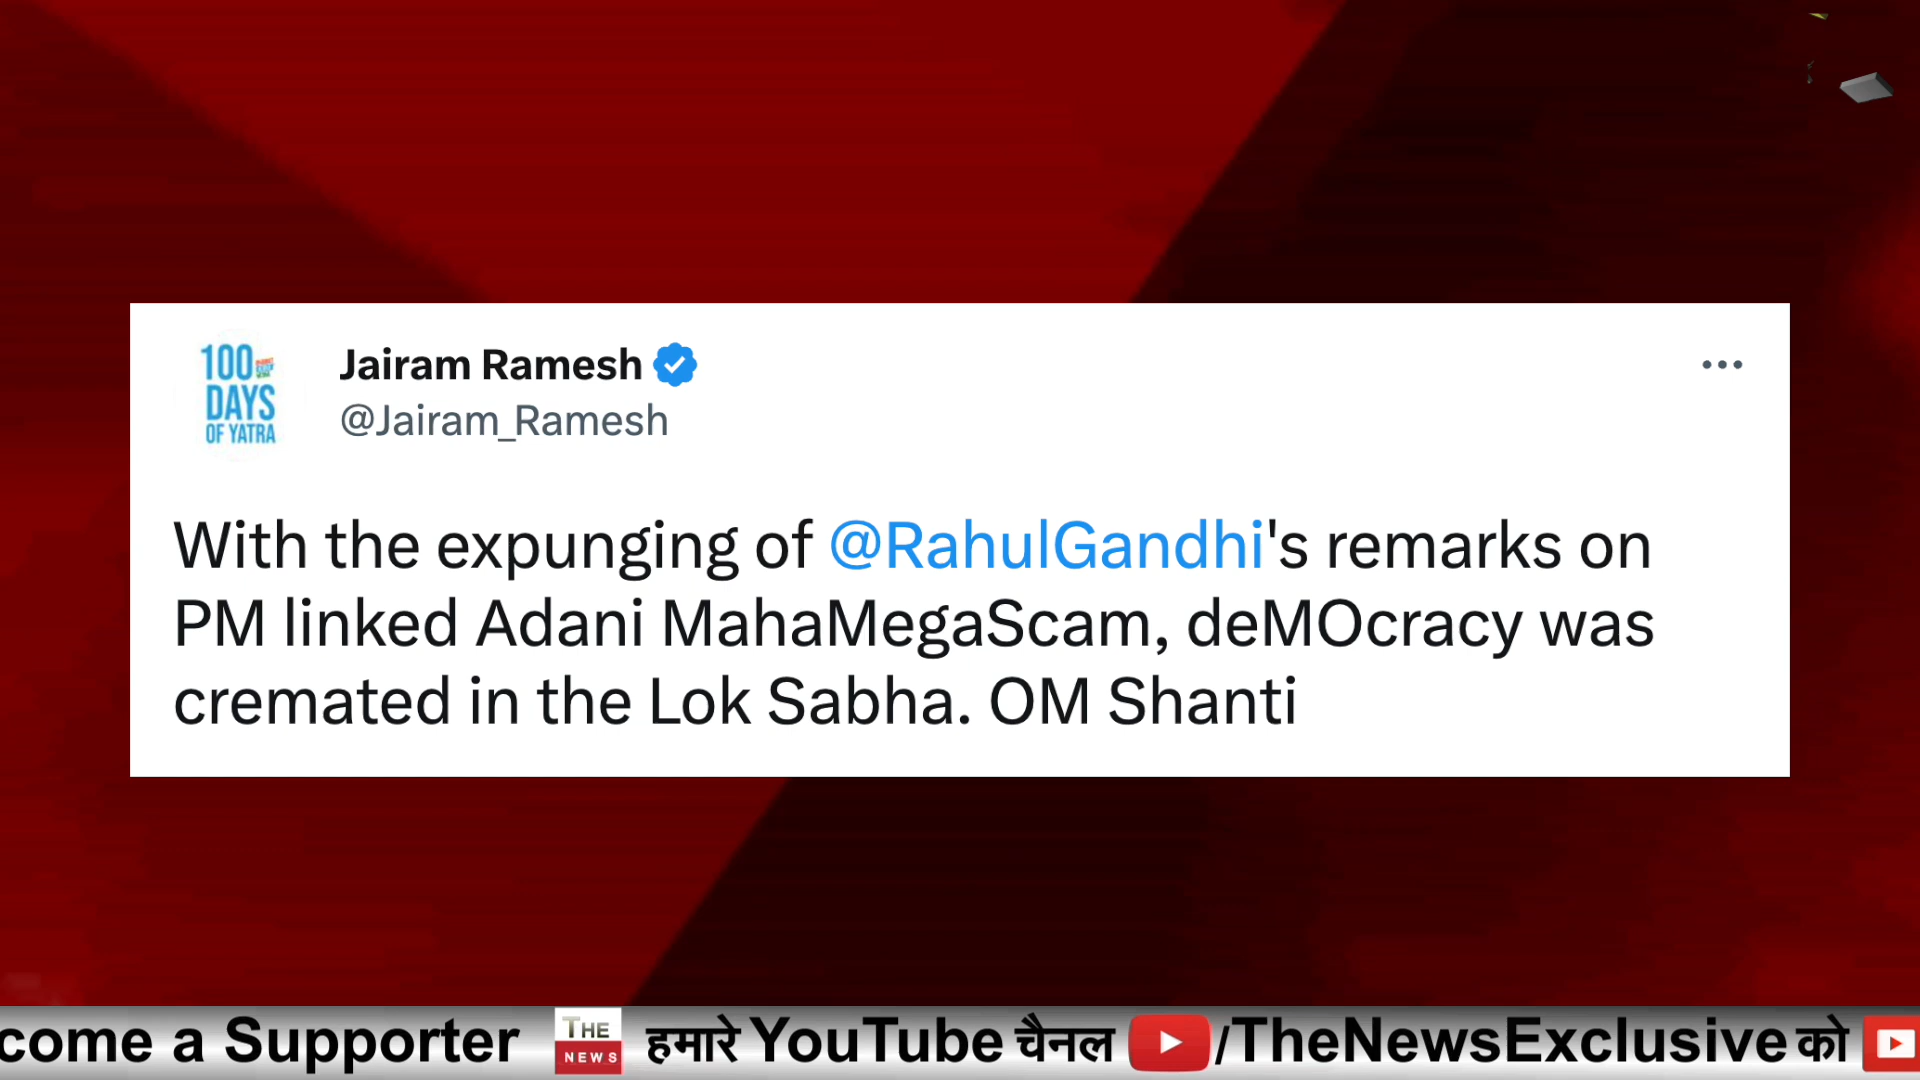 100
DAYS
OF YATRA
Jairam Ramesh
@Jairam_Ramesh
With the expunging of @RahulGandhi's remarks on
PM linked Adani MahaMegaScam, deMOcracy was
cremated in the Lok Sabha. OM Shanti
come a Supporter THE NEWS हमारे YouTube चैनल /TheNewsExclusive को